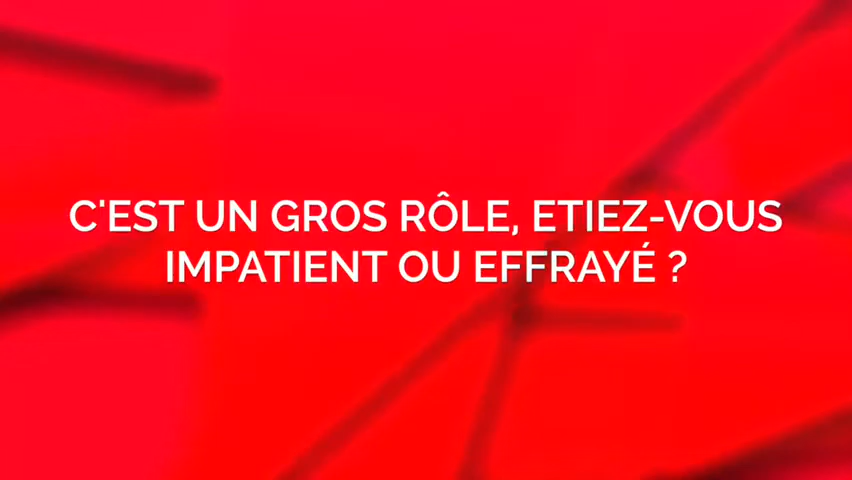 C'EST UN GROS RÔLE, ETIEZ-VOUS
IMPATIENT OU EFFRAYÉ ?